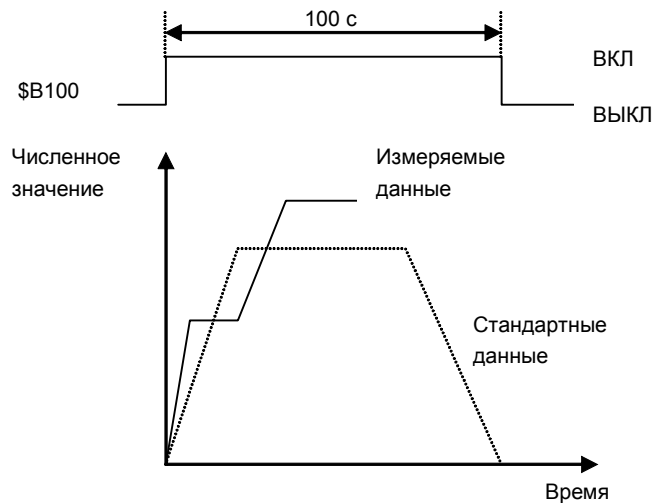 100 с
ВКЛ
$B100
ВЫКЛ
Численное
значение
Измеряемые
данные
Стандартные
данные
Время